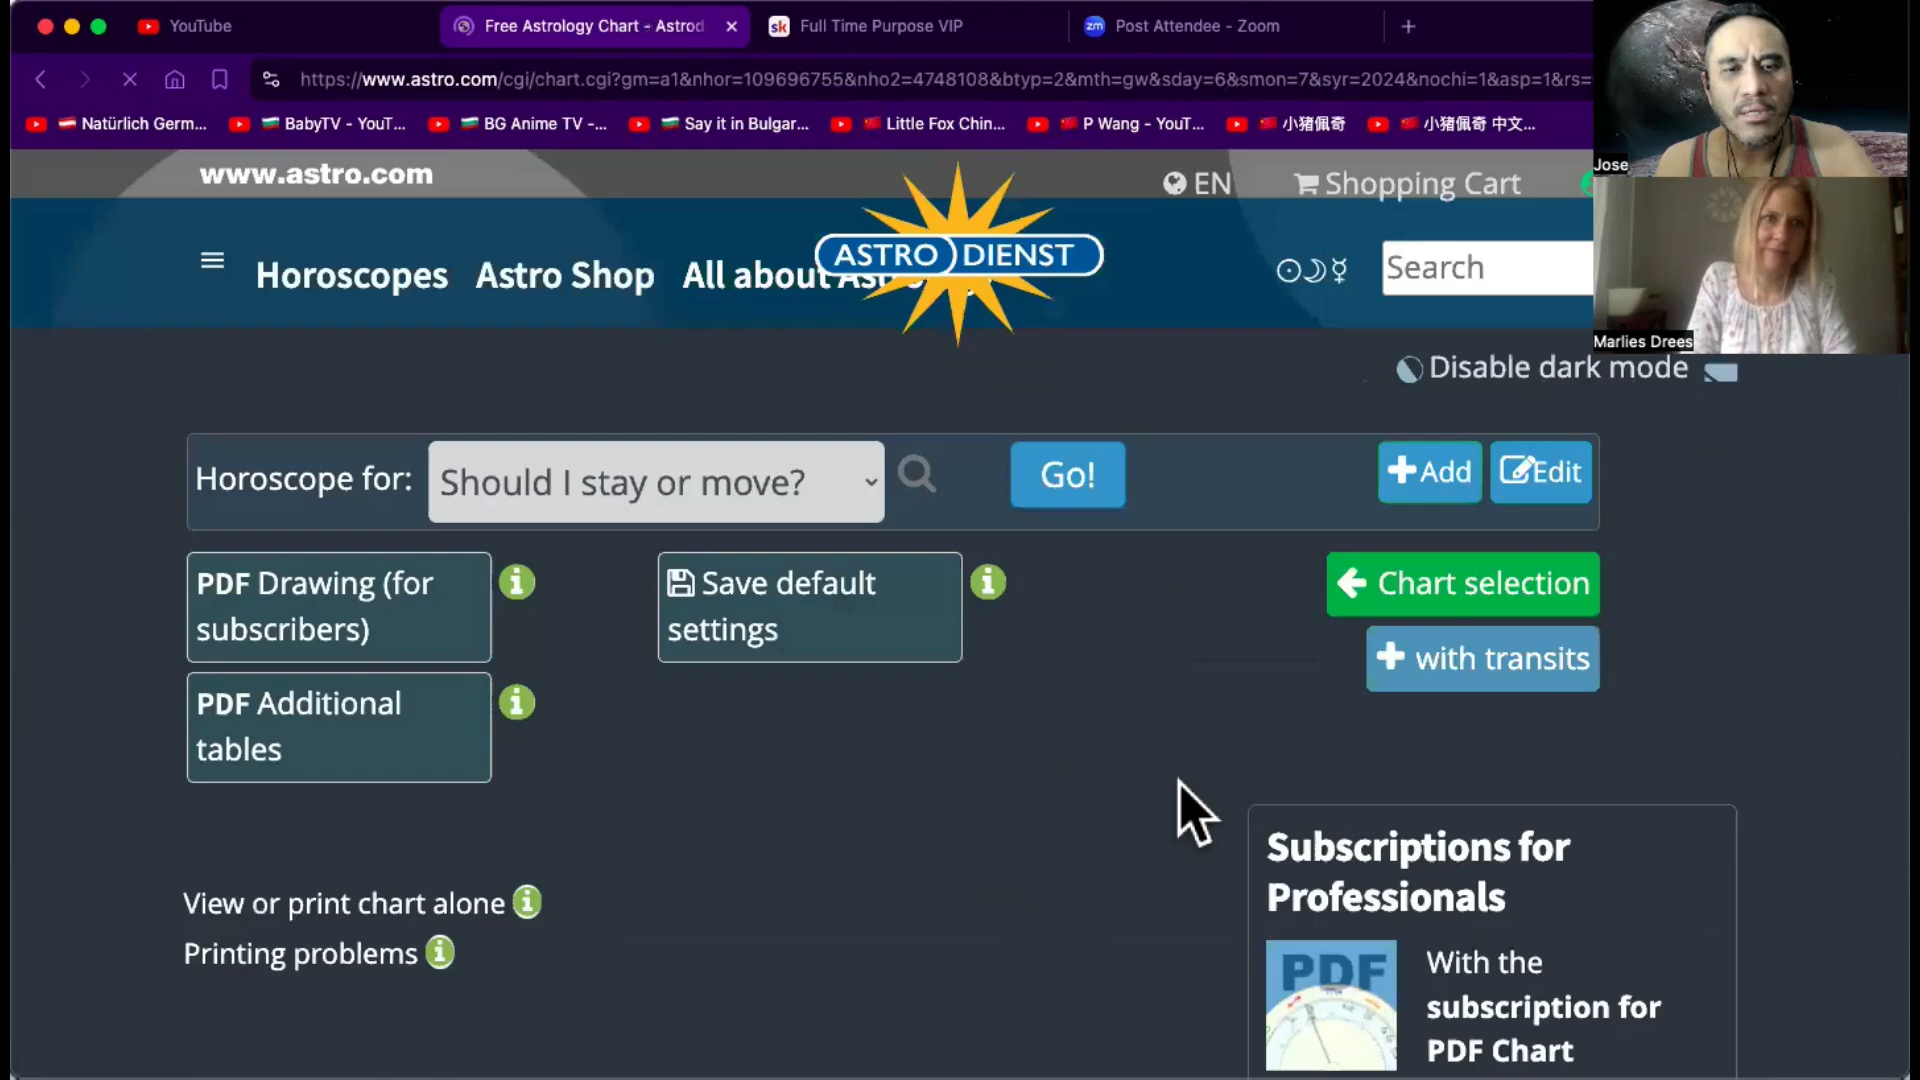 YouTube
Free Astrology Chart - Astrod
sk Full Time Purpose VIP
zm Post Attendee - Zoom
https://www.astro.com/cgi/chart.cgi?gm=a1&nhor=109696755&nho2=4748108&btyp=2&mth=gw&sday=6&smon=7&syr=2024&nochi=1&asp=1&rs=
Natürlich Germ...
BabyTV - YouT...
BG Anime TV -...
Say it in Bulgar...
Little Fox Chin...
P Wang - YouT...
小猪佩奇
小猪佩奇 中文...
Jose
www.astro.com
EN
Shopping Cart
ASTRO DIENST
Horoscopes
Astro Shop
All about
Search
Marlies Drees
Disable dark mode
Horoscope for:
Should I stay or move?
Go!
Add
Edit
PDF Drawing (for
subscribers)
Save default
settings
Chart selection
with transits
PDF Additional
tables
View or print chart alone
Printing problems
Subscriptions for
Professionals
PDF
With the
subscription for
PDF Chart